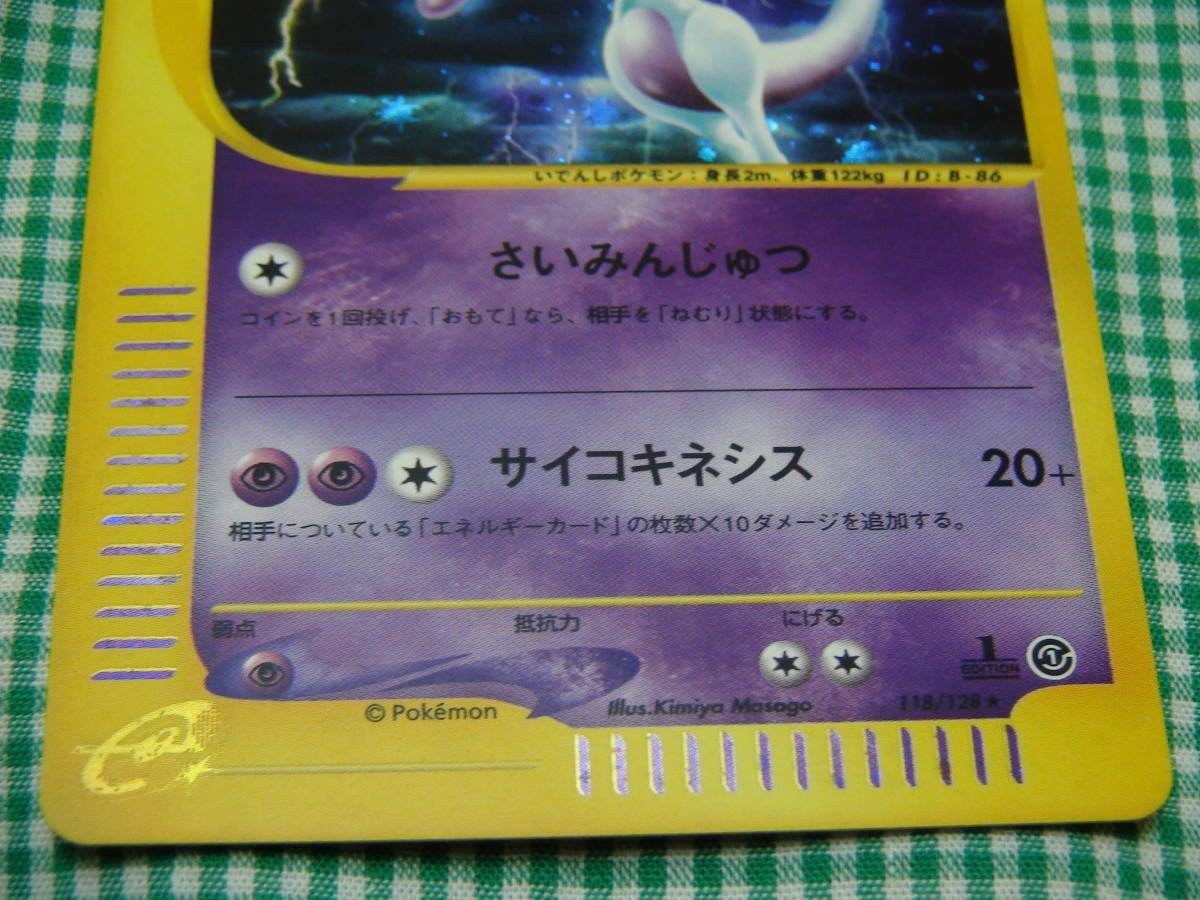 いでんしポケモン:身長2m、体重122kg ID:B-86
さいみんじゅつ
コインを1回投げ、「おもて」なら、相手を「ねむり」状態にする。
サイコキネシス 20+
相手についている「エネルギーカード」の枚数×10ダメージを追加する。
弱点 抵抗力 にげる
1 EDITION 1
© Pokémon Illus.Kimiya Masago 118/128 ★
e